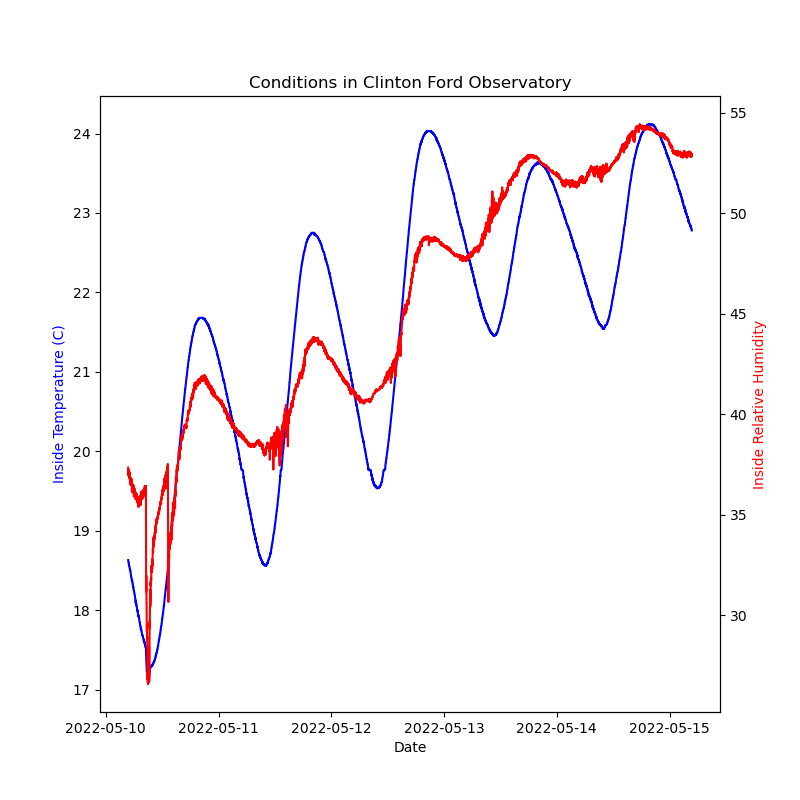 Conditions in Clinton Ford Observatory
Inside Temperature (C)
24
23
22
21
20
19
18
17
55
50
45
40
35
30
Inside Relative Humidity
2022-05-10 2022-05-11 2022-05-12 2022-05-13 2022-05-14 2022-05-15
Date